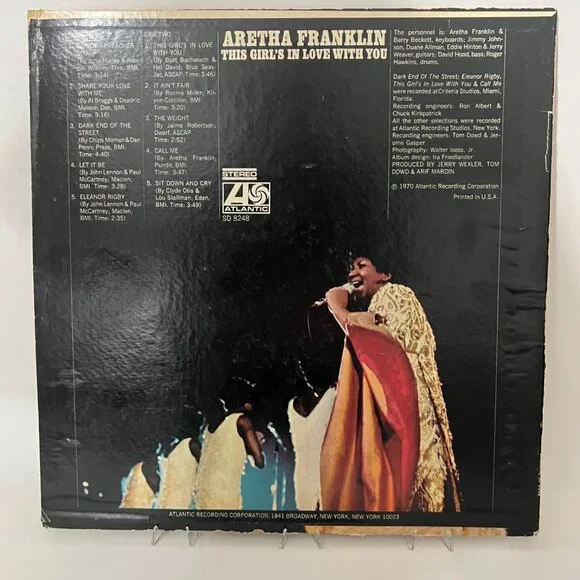 SIDE TWO
1. THIS GIRL'S IN LOVE
WITH YOU
(By Burt Bacharach &
Hal David; Blue Seas-
Jac, ASCAP. Time: 3:46)
2. IT AIN'T FAIR
(By Ronnie Miller;
BMI.
Time: 3:20)
3. THE WEIGHT
(By Jaime Robertson;
Dwarf, ASCAP.
Time: 2:52)
4. CALL ME
(By Aretha Franklin;
Pundit, BMI.
Time: 3:47)
5. SIT DOWN AND CRY
(By Clyde Otis &
Lou Stallman; Eden,
BMI. Time: 3:49)
Time: 3:14)
2. SHARE YOUR LOVE
WITH ME
(By Al Braggs & Deadric
Malone; Don, BMI. Time:
3:16)
3. DARK END OF THE
STREET
(By Chips Moman & Dan
Penn; Press, BMI. Time:
4:40)
4. LET IT BE
(By John Lennon & Paul
McCartney; Maclen,
BMI. Time: 3:28)
5. ELEANOR RIGBY
(By John Lennon & Paul
McCartney; Maclen,
BMI. Time: 2:35)
ARETHA FRANKLIN
THIS GIRL'S IN LOVE WITH YOU
STEREO
ATLANTIC
SD 8248
The personnel is: Aretha Franklin &
Barry Beckett, keyboards; Jimmy John-
son, Duane Allman, Eddie Hinton & Jerry
Weaver, guitars; David Hood, bass; Roger
Hawkins, drums.
Dark End Of The Street; Eleanor Rigby,
This Girl's In Love With You & Call Me
were recorded at Criteria Studios, Miami,
Florida.
Recording engineers: Ron Albert &
Chuck Kirkpatrick
All the other selections were recorded
at Atlantic Recording Studios, New York.
Recording engineers: Tom Dowd & Je-
rome Gasper
Photography: Walter Iooss, Jr.
Album design: Ira Friedlander
PRODUCED BY JERRY WEXLER, TOM
DOWD & ARIF MARDIN
© 1970 Atlantic Recording Corporation
Printed in U.S.A.
ATLANTIC RECORDING CORPORATION, 1841 BROADWAY, NEW YORK, NEW YORK 10023